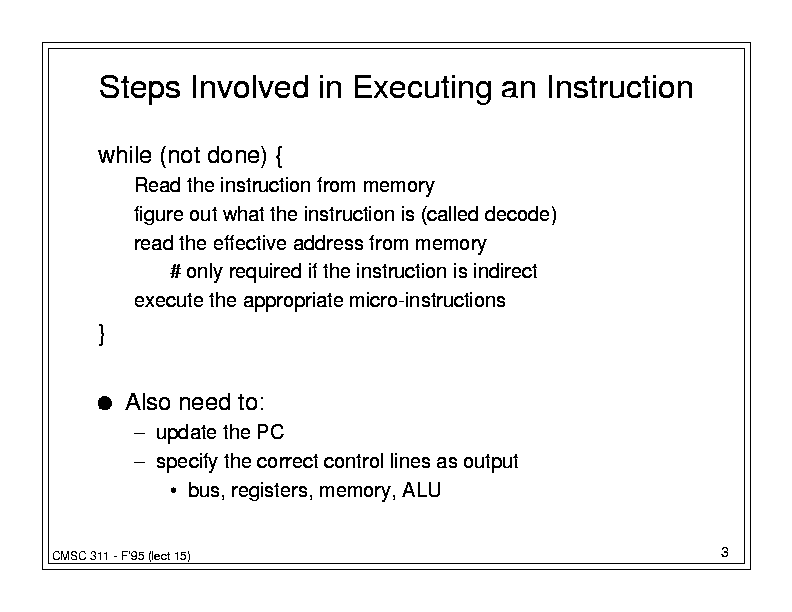 Steps Involved in Executing an Instruction
while (not done) {
Read the instruction from memory
figure out what the instruction is (called decode)
read the effective address from memory
# only required if the instruction is indirect
execute the appropriate micro-instructions
}
● Also need to:
– update the PC
– specify the correct control lines as output
• bus, registers, memory, ALU
CMSC 311 - F'95 (lect 15)
3